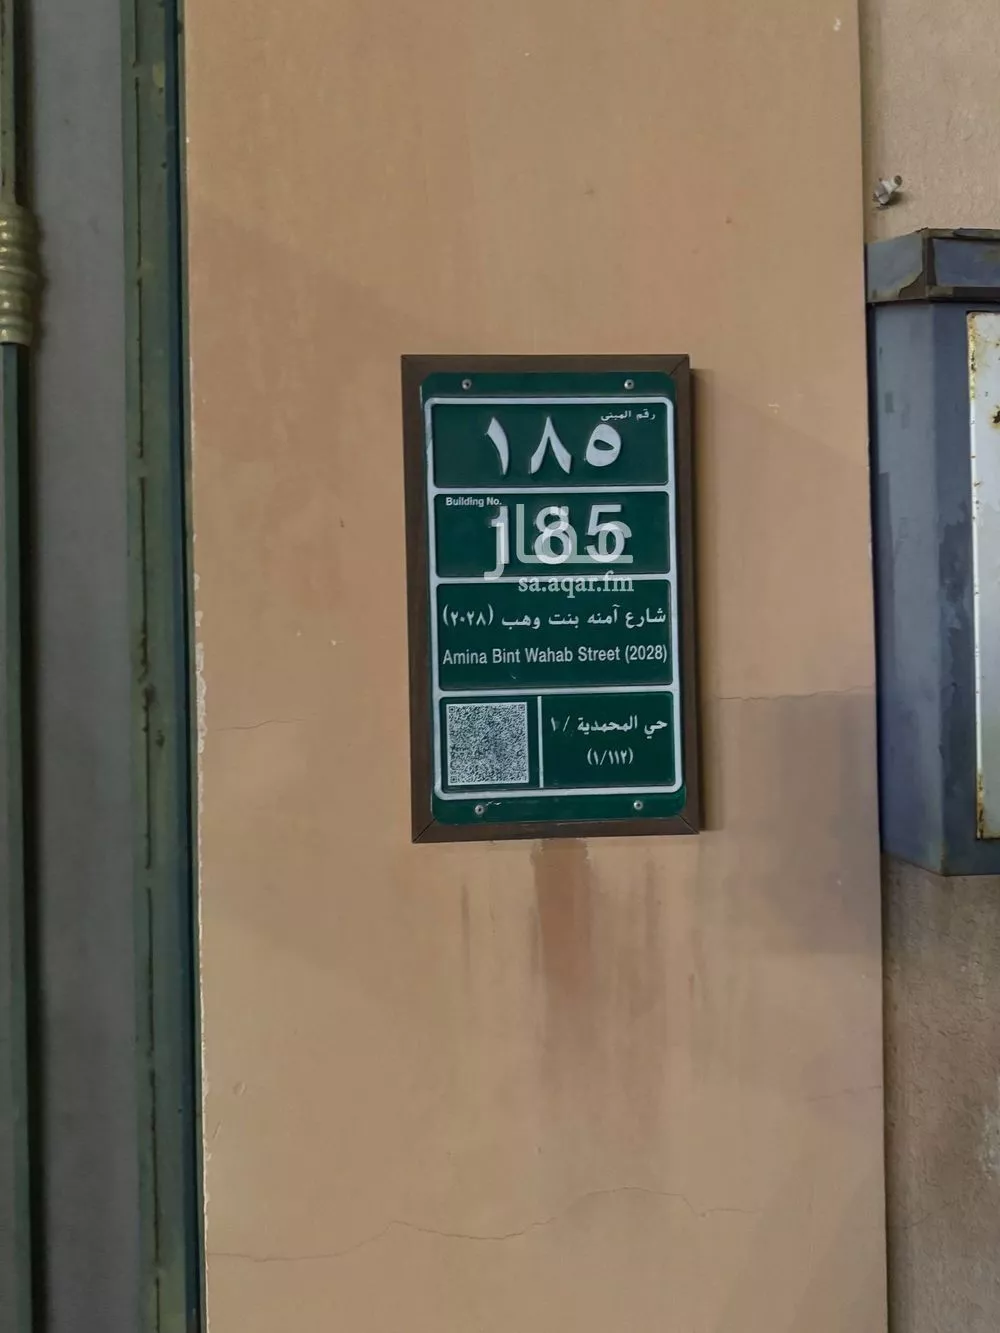 رقم المبنى
١٨٥
Building No.
185
عقار
sa.aqar.fm
شارع آمنه بنت وهب (٢٠٢٨)
Amina Bint Wahab Street (2028)
حي المحمدية / ١
(١/١١٢)